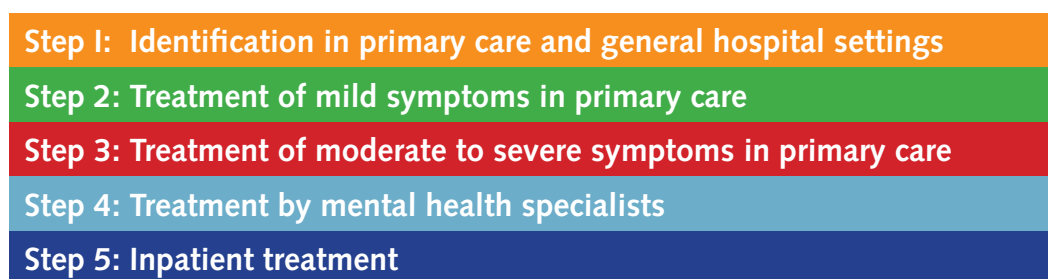 Step I: Identification in primary care and general hospital settings
Step 2: Treatment of mild symptoms in primary care
Step 3: Treatment of moderate to severe symptoms in primary care
Step 4: Treatment by mental health specialists
Step 5: Inpatient treatment